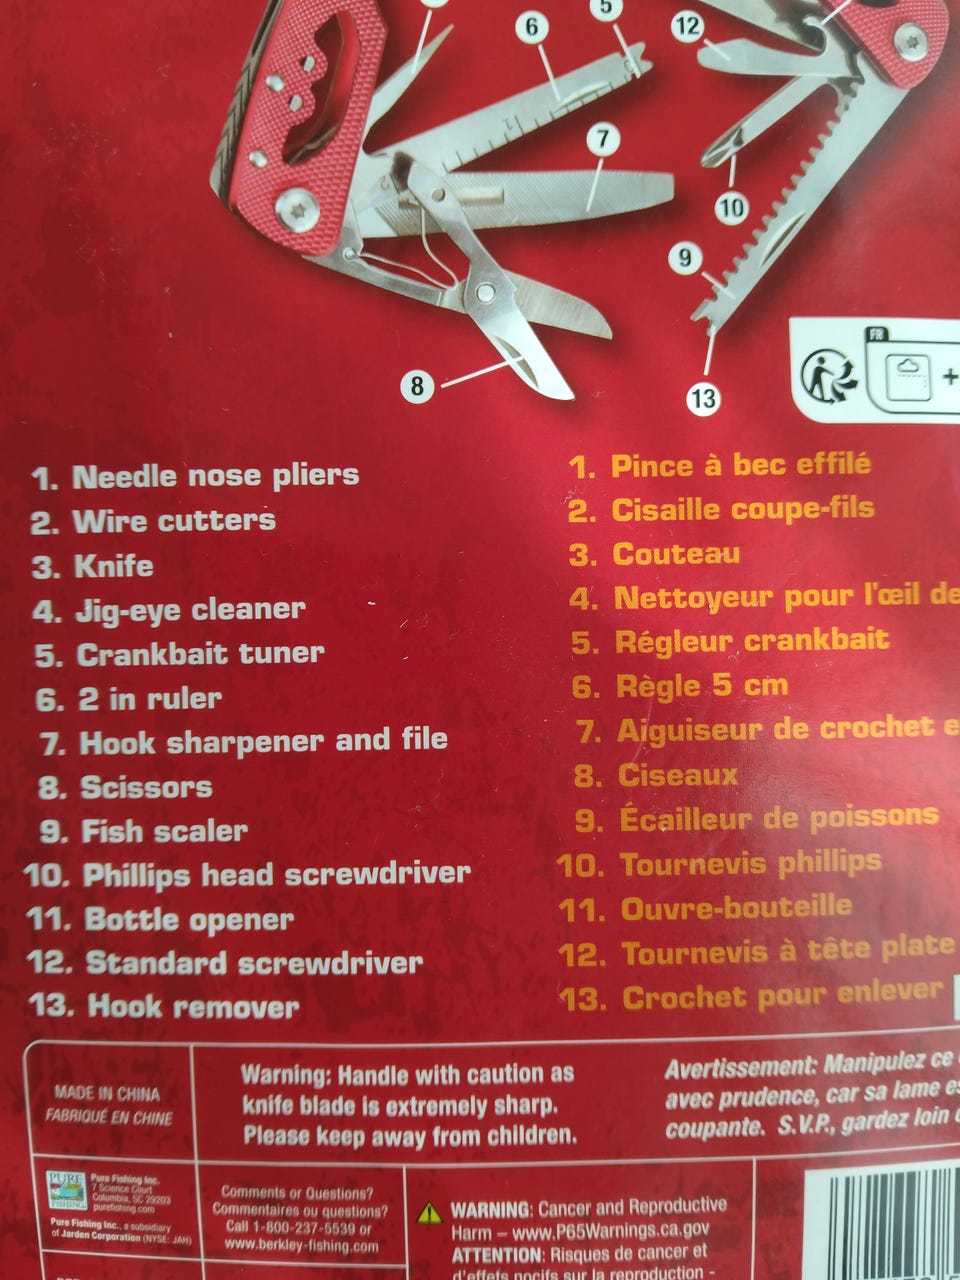 6
5
12
7
10
9
8
13
FR
+
1. Needle nose pliers
2. Wire cutters
3. Knife
4. Jig-eye cleaner
5. Crankbait tuner
6. 2 in ruler
7. Hook sharpener and file
8. Scissors
9. Fish scaler
10. Phillips head screwdriver
11. Bottle opener
12. Standard screwdriver
13. Hook remover
1. Pince à bec effilé
2. Cisaille coupe-fils
3. Couteau
4. Nettoyeur pour l'œil de
5. Régleur crankbait
6. Règle 5 cm
7. Aiguiseur de crochet e
8. Ciseaux
9. Écailleur de poissons
10. Tournevis phillips
11. Ouvre-bouteille
12. Tournevis à tête plate
13. Crochet pour enlever
MADE IN CHINA
FABRIQUÉ EN CHINE
Warning: Handle with caution as
knife blade is extremely sharp.
Please keep away from children.
Avertissement: Manipulez ce
avec prudence, car sa lame es
coupante. S.V.P., gardez loin
PURE
FISHING
Pure Fishing Inc.
7 Science Court
Columbia, SC 29203
purefishing.com
Pure Fishing Inc., a subsidiary
of Jarden Corporation (NYSE: JAH)
Comments or Questions?
Commentaires ou questions?
Call 1-800-237-5539 or
www.berkley-fishing.com
WARNING: Cancer and Reproductive
Harm – www.P65Warnings.ca.gov
ATTENTION: Risques de cancer et
d'effets nocifs sur la reproduction -